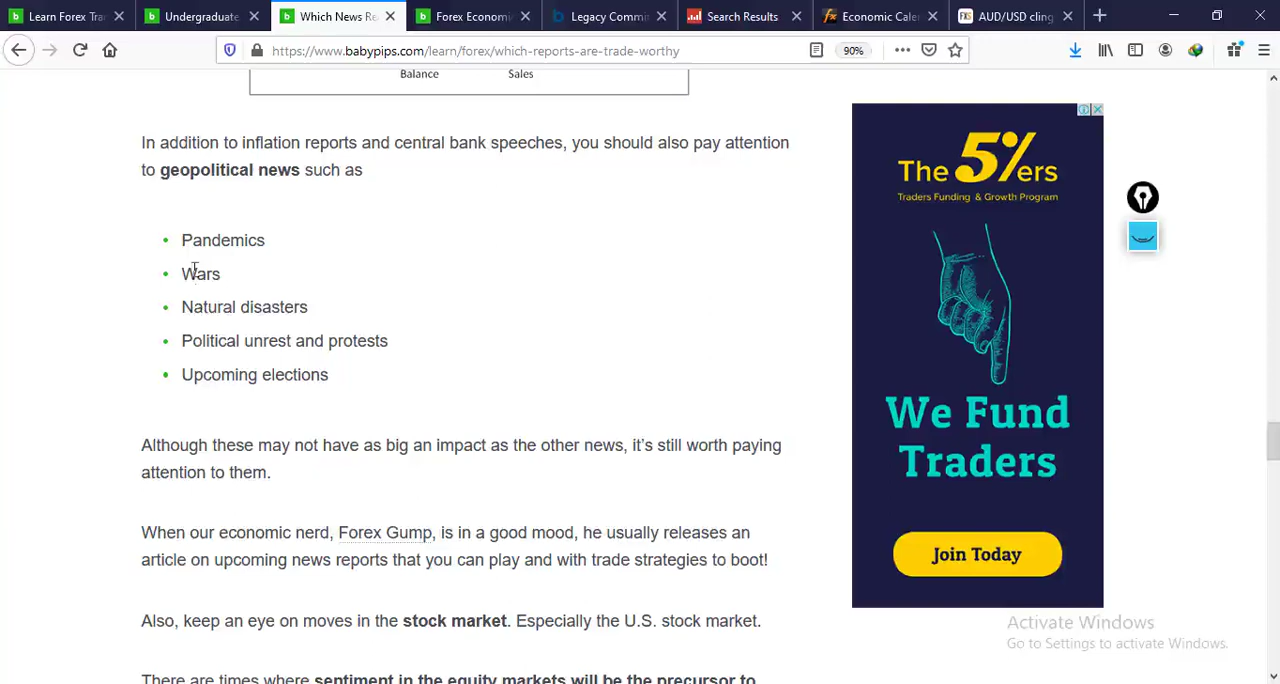 Learn Forex Tra
Undergraduate
Which News Re
Forex Economi
Legacy Commi
Search Results
Economic Cale
AUD/USD cling
https://www.babypips.com/learn/forex/which-reports-are-trade-worthy
90%
Balance Sales
In addition to inflation reports and central bank speeches, you should also pay attention
to geopolitical news such as
Pandemics
Wars
Natural disasters
Political unrest and protests
Upcoming elections
Although these may not have as big an impact as the other news, it’s still worth paying
attention to them.
When our economic nerd, Forex Gump, is in a good mood, he usually releases an
article on upcoming news reports that you can play and with trade strategies to boot!
Also, keep an eye on moves in the stock market. Especially the U.S. stock market.
There are times where sentiment in the equity markets will be the precursor to
The 5%ers
Traders Funding & Growth Program
We Fund
Traders
Join Today
Activate Windows
Go to Settings to activate Windows.